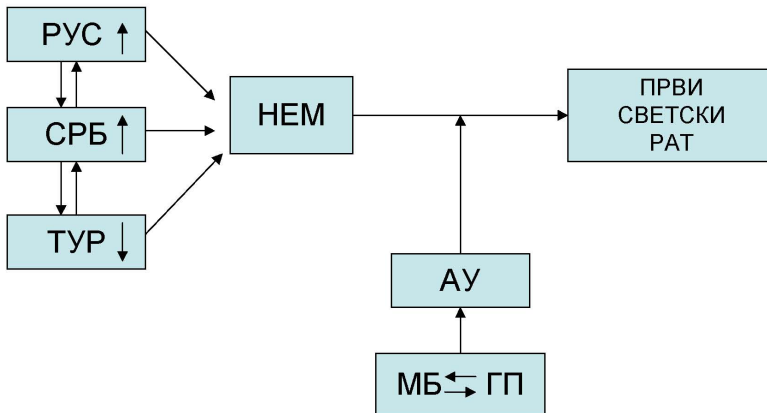 РУС
СРБ
ТУР
НЕМ
ПРВИ
СВЕТСКИ
РАТ
АУ
МБ ГП